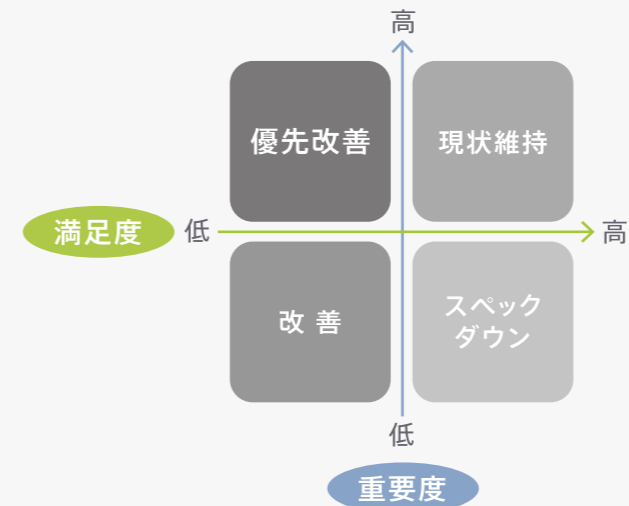 高
優先改善
現状維持
満足度
低
高
改 善
スペック
ダウン
低
重要度